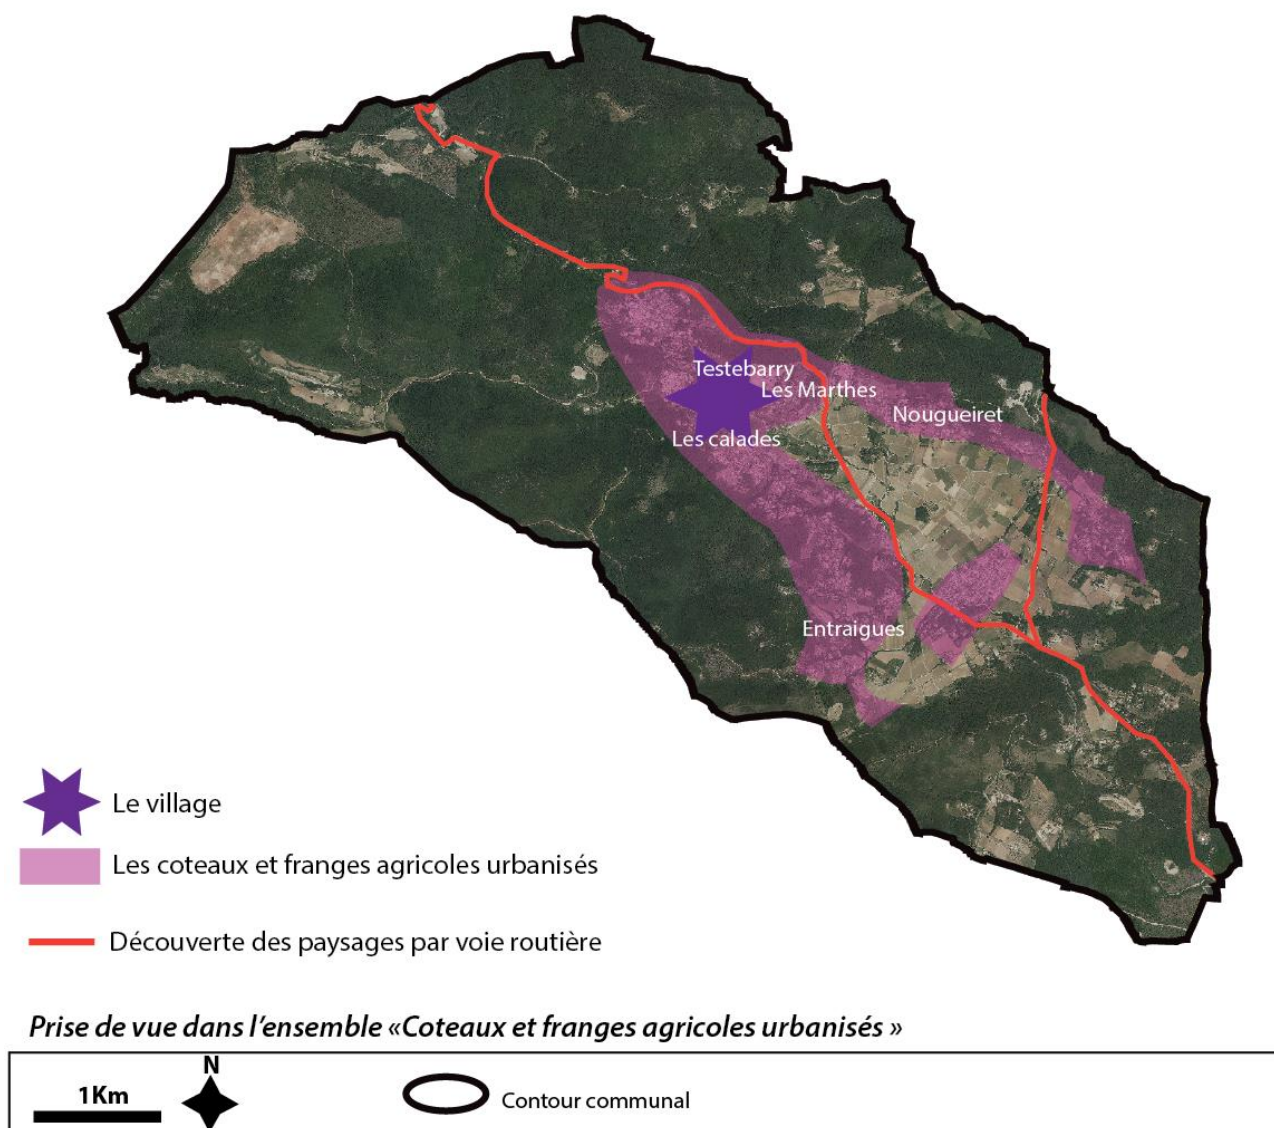 Testebarry
Les Marthes
Nougueiret
Les calades
Entraigues
Le village
Les coteaux et franges agricoles urbanisés
Découverte des paysages par voie routière
Prise de vue dans l’ensemble «Coteaux et franges agricoles urbanisés »
N
1Km
Contour communal